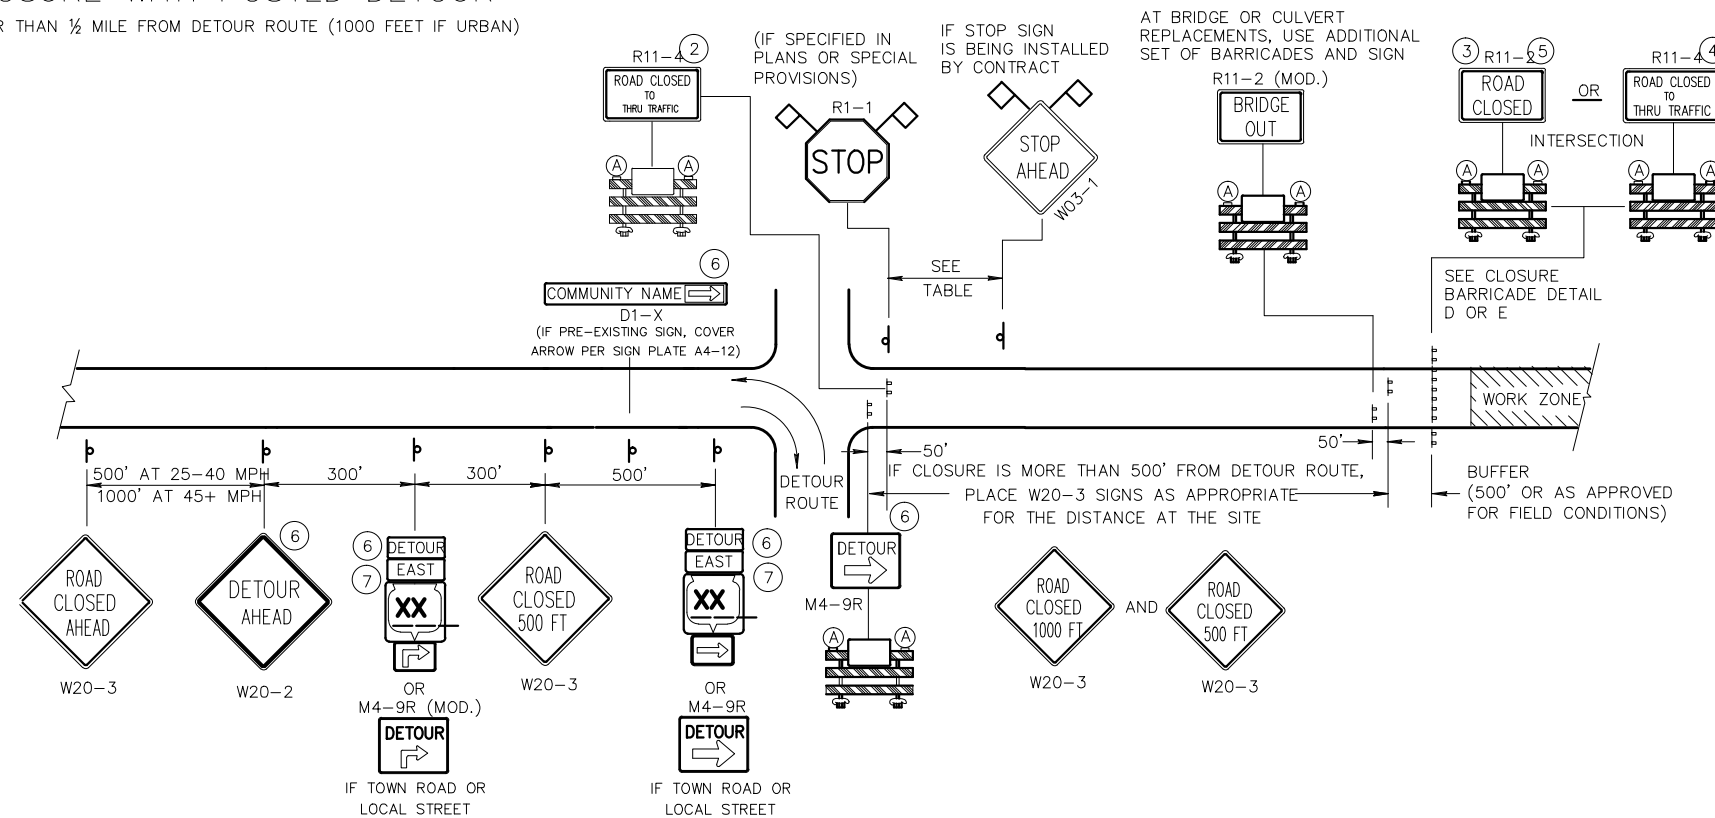 R THAN ½ MILE FROM DETOUR ROUTE (1000 FEET IF URBAN)
R11-4
2
ROAD CLOSED
TO
THRU TRAFFIC
A
A
(IF SPECIFIED IN
PLANS OR SPECIAL
PROVISIONS)
R1-1
STOP
IF STOP SIGN
IS BEING INSTALLED
BY CONTRACT
STOP
AHEAD
W03-1
AT BRIDGE OR CULVERT
REPLACEMENTS, USE ADDITIONAL
SET OF BARRICADES AND SIGN
R11-2 (MOD.)
BRIDGE
OUT
A
A
3
R11-2
5
ROAD
CLOSED
OR
R11-4
4
ROAD CLOSED
TO
THRU TRAFFIC
INTERSECTION
A
A
A
A
SEE CLOSURE
BARRICADE DETAIL
D OR E
SEE
TABLE
6
COMMUNITY NAME
D1-X
(IF PRE-EXISTING SIGN, COVER
ARROW PER SIGN PLATE A4-12)
WORK ZONE
500' AT 25-40 MPH
1000' AT 45+ MPH
300'
300'
500'
DETOUR
ROUTE
50'
50'
IF CLOSURE IS MORE THAN 500' FROM DETOUR ROUTE,
PLACE W20-3 SIGNS AS APPROPRIATE
FOR THE DISTANCE AT THE SITE
BUFFER
(500' OR AS APPROVED
FOR FIELD CONDITIONS)
ROAD
CLOSED
AHEAD
W20-3
6
DETOUR
AHEAD
W20-2
6
7
DETOUR
EAST
XX
OR
M4-9R (MOD.)
DETOUR
IF TOWN ROAD OR
LOCAL STREET
ROAD
CLOSED
500 FT
W20-3
DETOUR
EAST
XX
6
7
OR
M4-9R
DETOUR
IF TOWN ROAD OR
LOCAL STREET
6
DETOUR
M4-9R
A
A
ROAD
CLOSED
1000 FT
W20-3
AND
ROAD
CLOSED
500 FT
W20-3